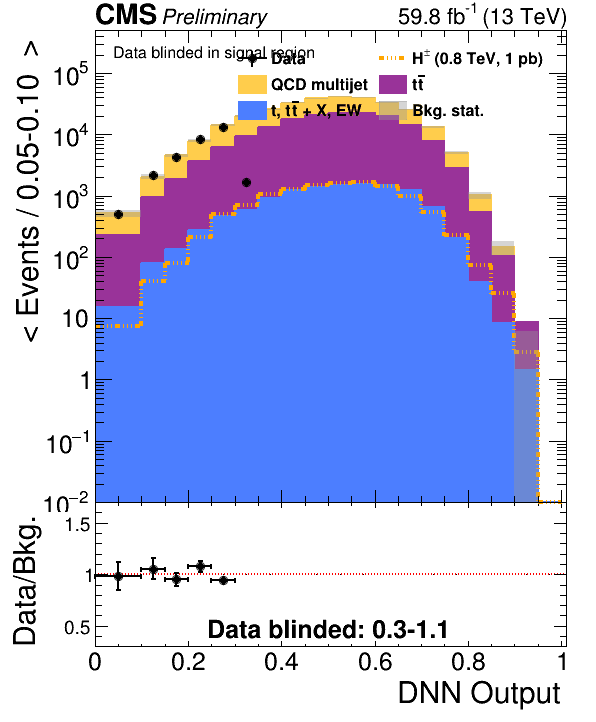 CMS Preliminary 59.8 fb⁻¹ (13 TeV)
Data blinded in signal region
Data
H± (0.8 TeV, 1 pb)
QCD multijet
tt̄
t, tt̄ + X, EW
Bkg. stat.
< Events / 0.05-0.10 >
10⁵
10⁴
10³
10²
10
1
10⁻¹
10⁻²
Data/Bkg.
1.5
1
0.5
Data blinded: 0.3-1.1
0 0.2 0.4 0.6 0.8 1
DNN Output